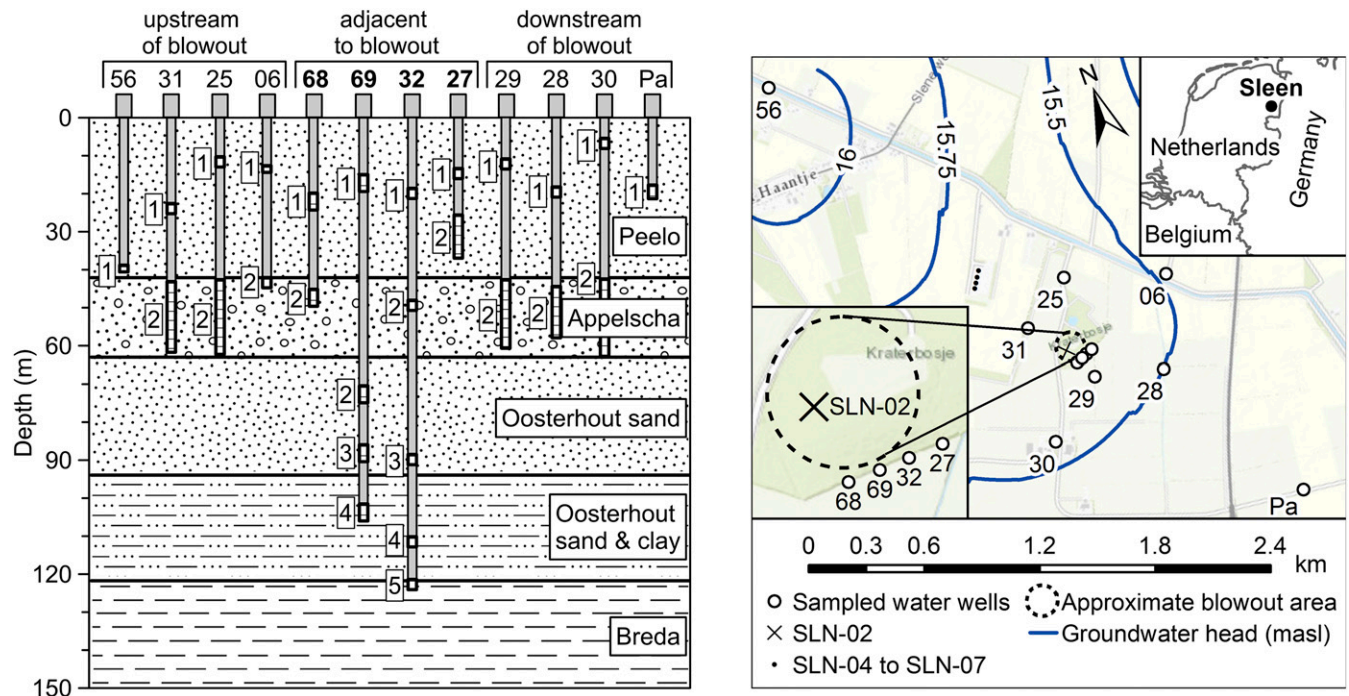 upstream
of blowout
adjacent
to blowout
downstream
of blowout
56 31 25 06 68 69 32 27 29 28 30 Pa
0
30
60
90
120
150
Depth (m)
1 1 1 1 1 1 1 1 1 1 1 1
2 2 2 2 2 2 2 2 2 2
3 3
4 4
5
Peelo
Appelscha
Oosterhout sand
Oosterhout
sand & clay
Breda
56
16
15.75
15.5
N
Haantje
Sleen
Netherlands
Germany
Belgium
25
06
31
Kraterbosje
29
28
30
Pa
Kraterbosje
SLN-02
27
32
69
68
0 0.3 0.6 1.2 1.8 2.4
km
Sampled water wells
Approximate blowout area
SLN-02
Groundwater head (masl)
SLN-04 to SLN-07